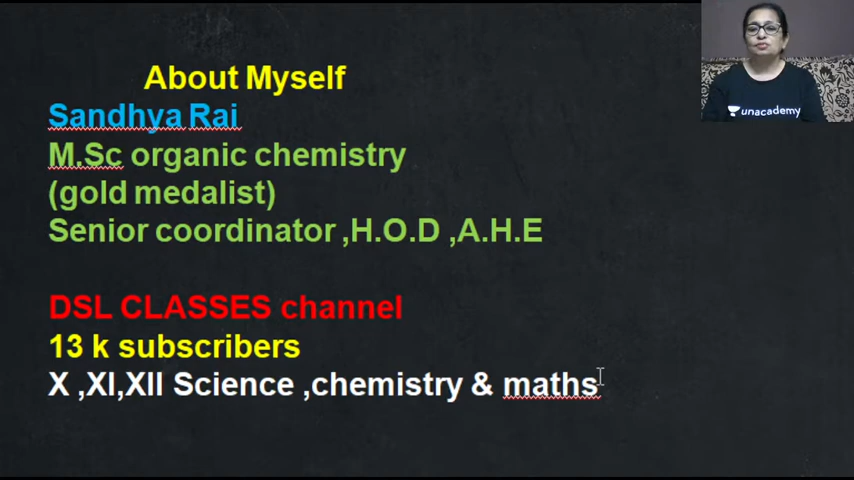 About Myself
Sandhya Rai
M.Sc organic chemistry
(gold medalist)
Senior coordinator ,H.O.D ,A.H.E
DSL CLASSES channel
13 k subscribers
X ,XI,XII Science ,chemistry & maths
unacademy